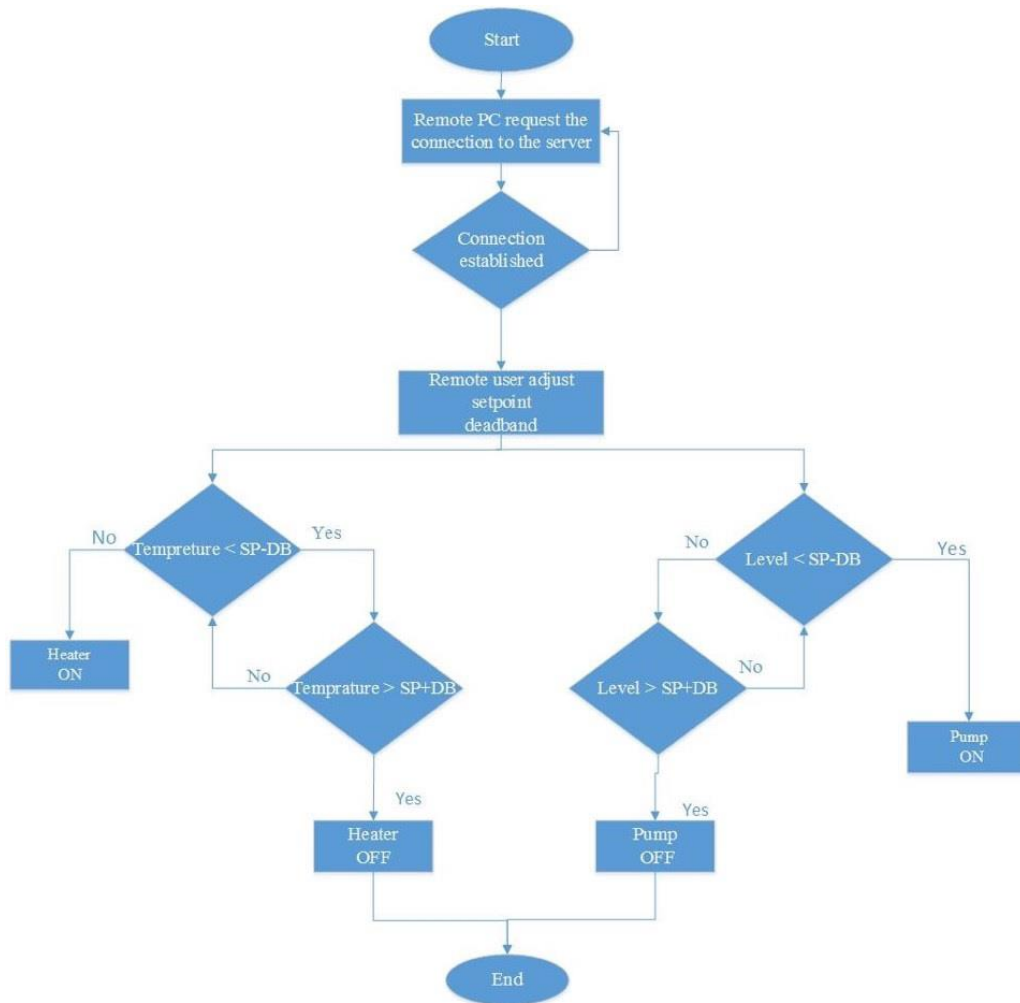 Start
Remote PC request the
connection to the server
Connection
established
Remote user adjust
setpoint
deadband
No
Tempreture < SP-DB
Yes
No
Level < SP-DB
Yes
Heater
ON
No
Temprature > SP+DB
Level > SP+DB
No
Pump
ON
Yes
Yes
Heater
OFF
Pump
OFF
End